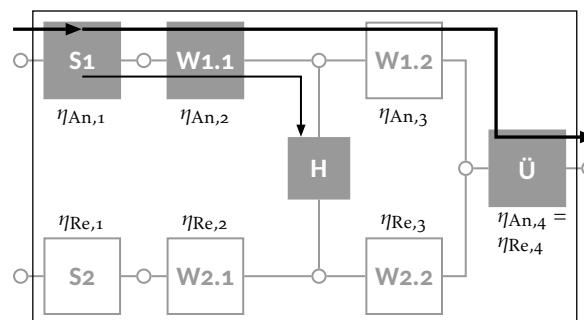 S1 W1.1 W1.2
ηAn,1 ηAn,2 ηAn,3
H Ü
ηRe,1 ηRe,2 ηRe,3 ηAn,4 =
ηRe,4
S2 W2.1 W2.2